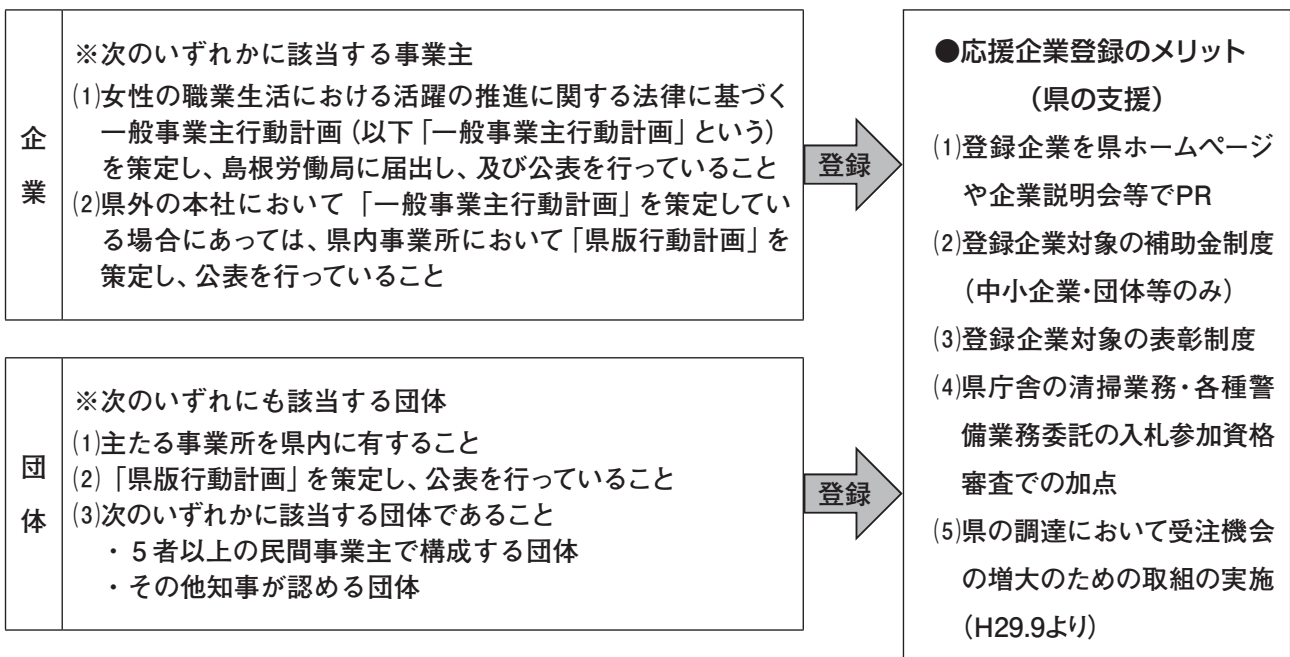 企業
※次のいずれかに該当する事業主
⑴女性の職業生活における活躍の推進に関する法律に基づく
一般事業主行動計画(以下「一般事業主行動計画」という)
を策定し、島根労働局に届出し、及び公表を行っていること
⑵県外の本社において「一般事業主行動計画」を策定してい
る場合にあっては、県内事業所において「県版行動計画」を
策定し、公表を行っていること
登録
団体
※次のいずれにも該当する団体
⑴主たる事業所を県内に有すること
⑵「県版行動計画」を策定し、公表を行っていること
⑶次のいずれかに該当する団体であること
・5者以上の民間事業主で構成する団体
・その他知事が認める団体
登録
●応援企業登録のメリット
(県の支援)
⑴登録企業を県ホームページ
や企業説明会等でPR
⑵登録企業対象の補助金制度
(中小企業・団体等のみ)
⑶登録企業対象の表彰制度
⑷県庁舎の清掃業務・各種警
備業務委託の入札参加資格
審査での加点
⑸県の調達において受注機会
の増大のための取組の実施
(H29.9より)